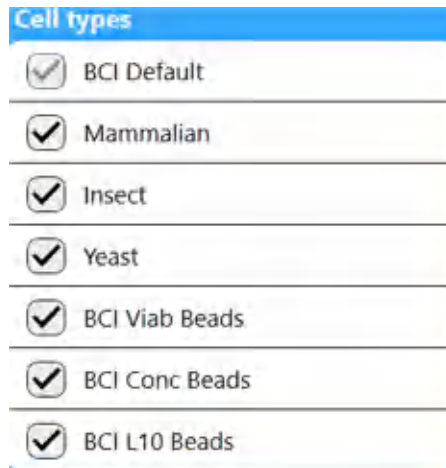 Cell types
BCI Default
Mammalian
Insect
Yeast
BCI Viab Beads
BCI Conc Beads
BCI L10 Beads